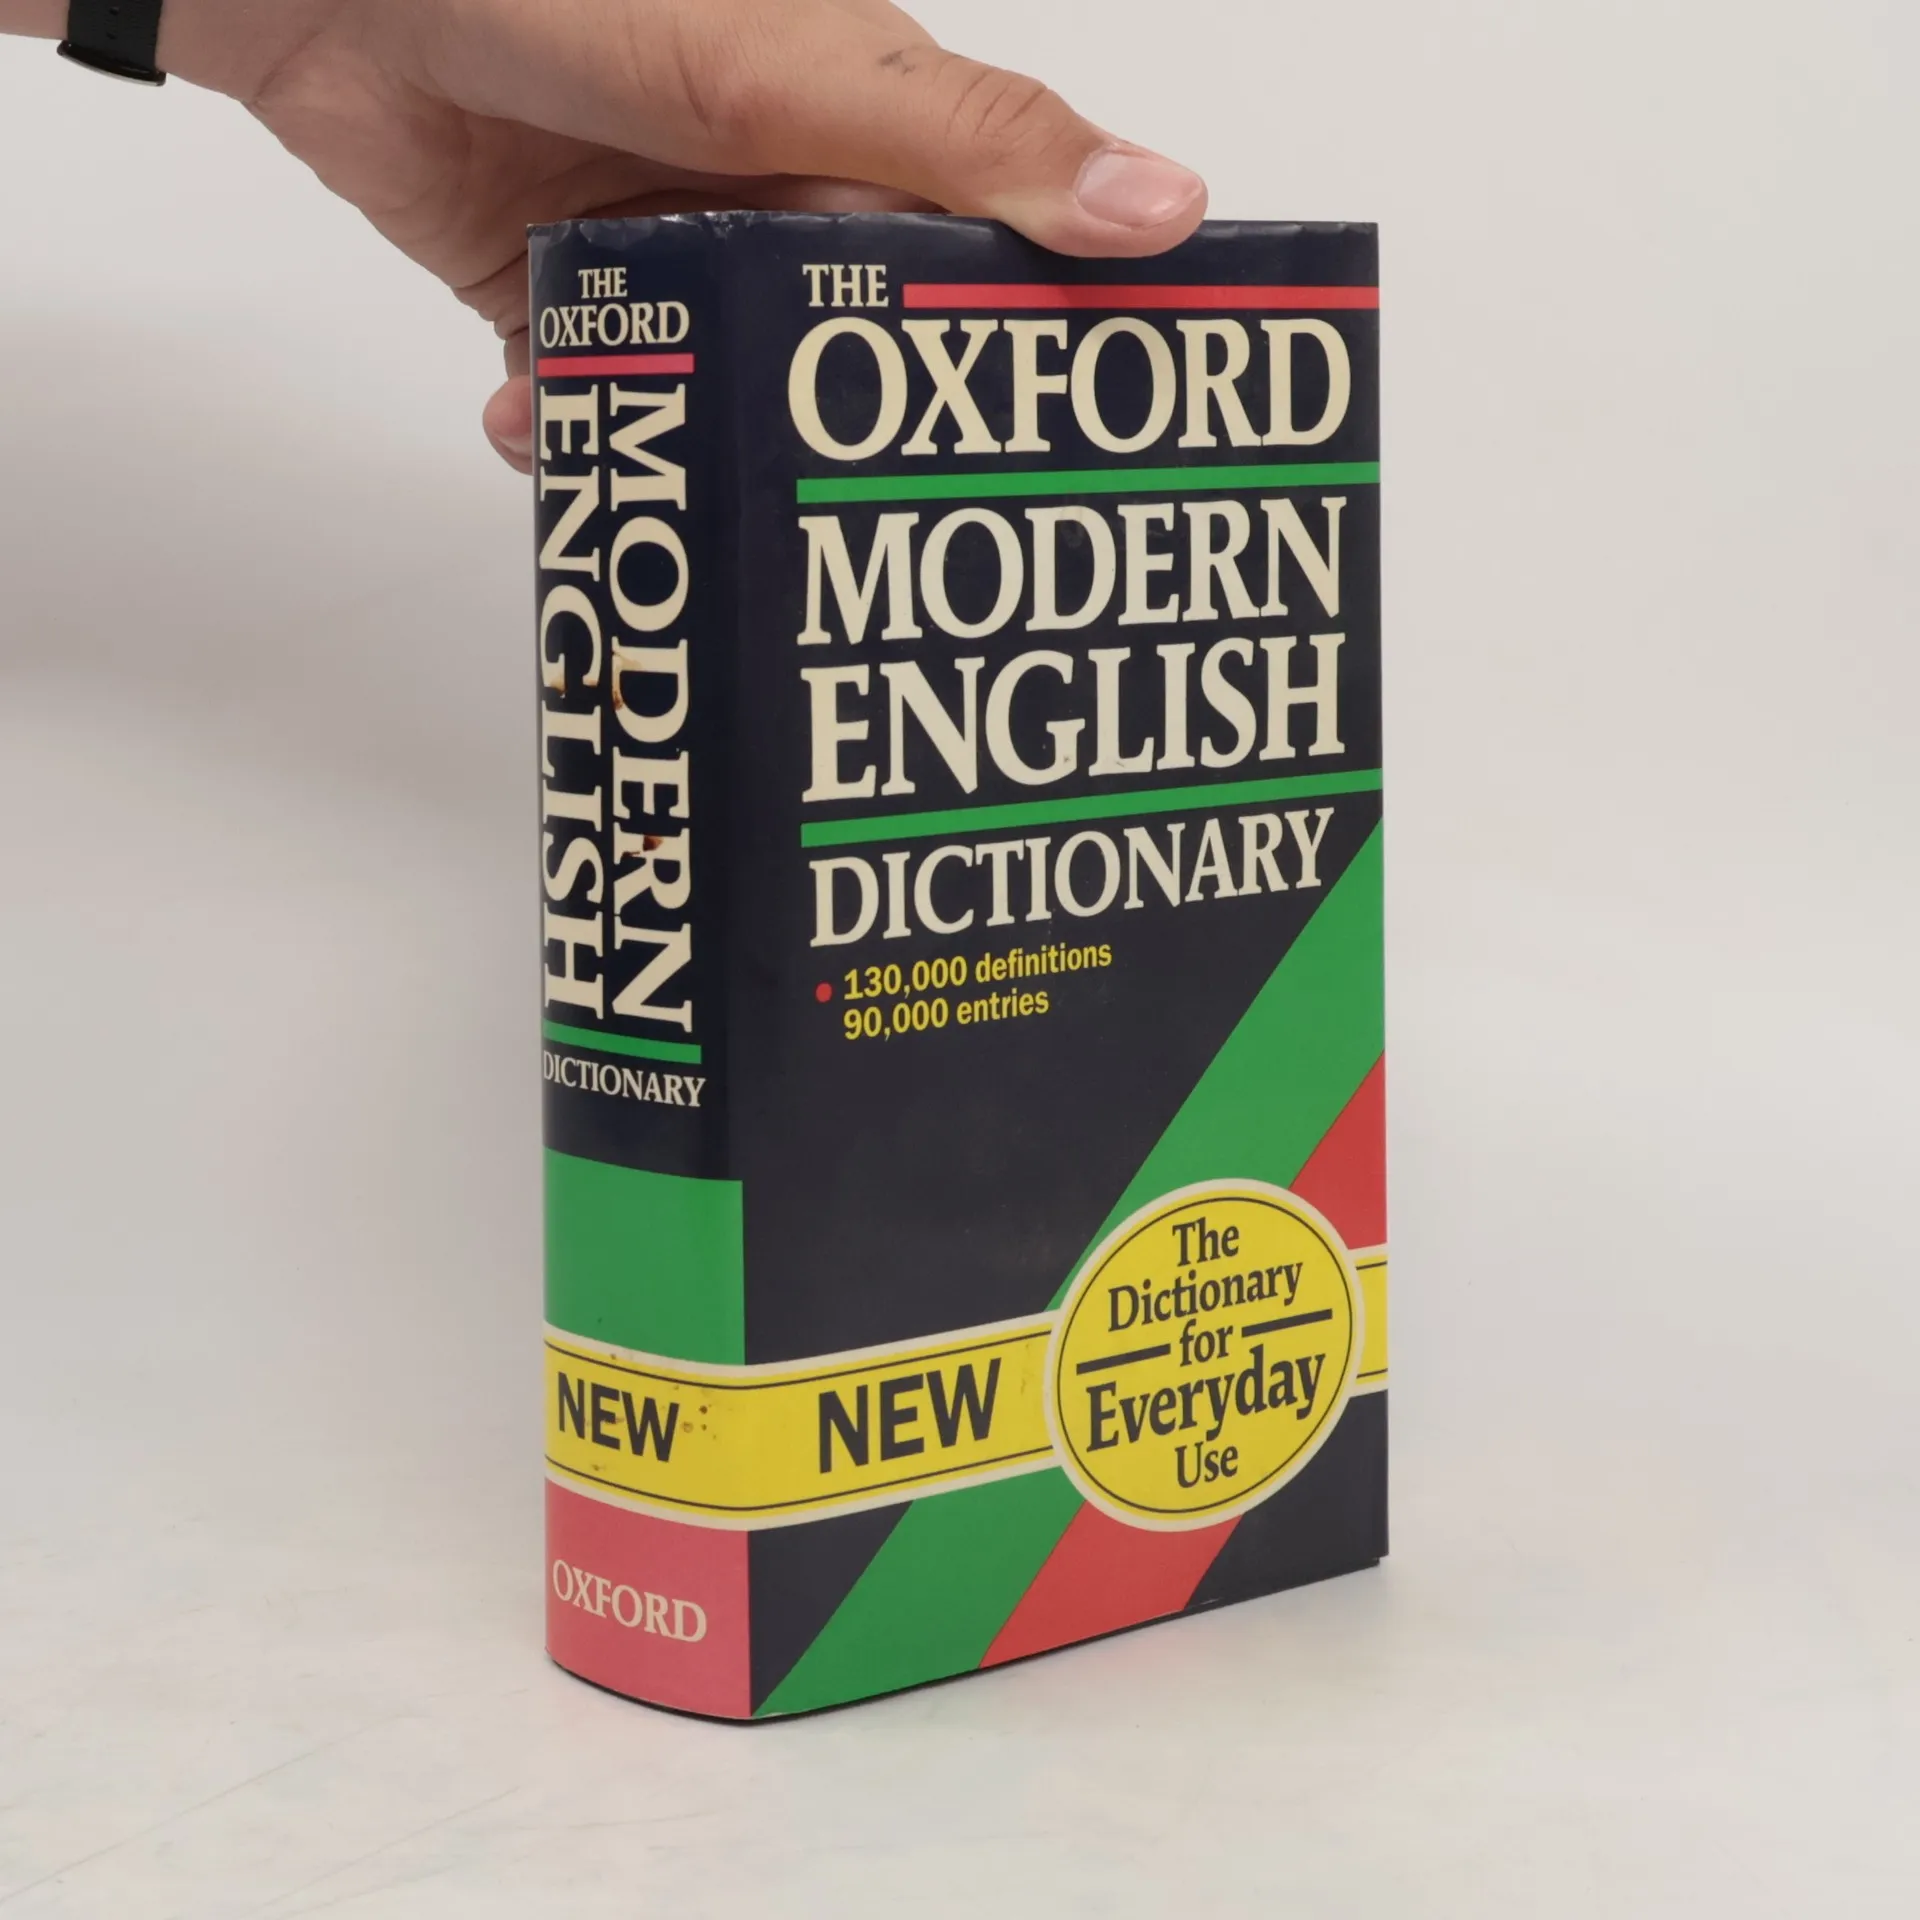 THE
OXFORD
MODERN
ENGLISH
DICTIONARY
NEW
OXFORD
THE
OXFORD
MODERN
ENGLISH
DICTIONARY
• 130,000 definitions
90,000 entries
NEW
The
Dictionary
for
Everyday
Use